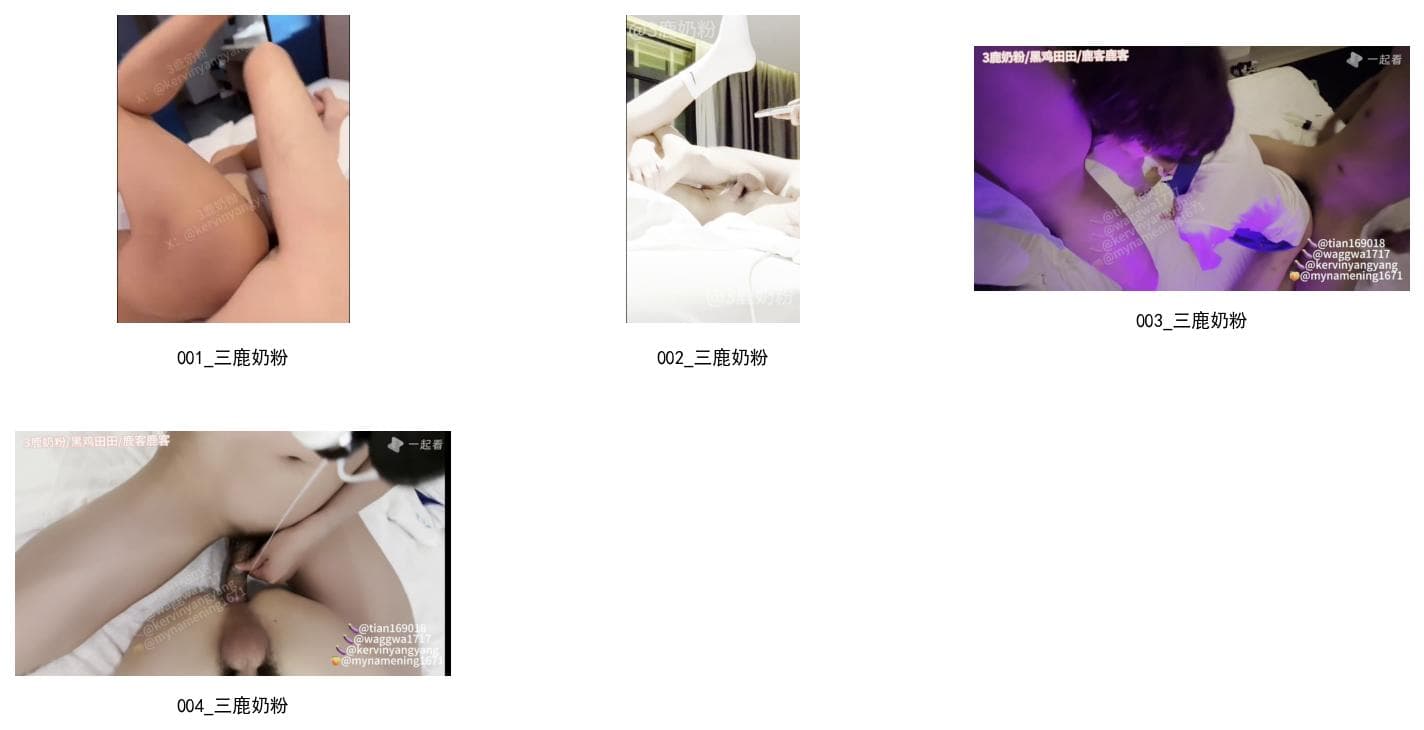 3鹿奶粉
X: @kervinyangyang
3鹿奶粉
X: @kervinyangyang
001_三鹿奶粉
@3鹿奶粉
@3鹿奶粉
002_三鹿奶粉
3鹿奶粉/黑鸡田田/鹿客鹿客
一起看
@tian169018
@waggwa1717
@kervinyangyang
@mynamening1671
003_三鹿奶粉
3鹿奶粉/黑鸡田田/鹿客鹿客
一起看
@waggwa1717
@kervinyangyang
@mynamening1671
@tian169018
@waggwa1717
@kervinyangyang
@mynamening1671
004_三鹿奶粉